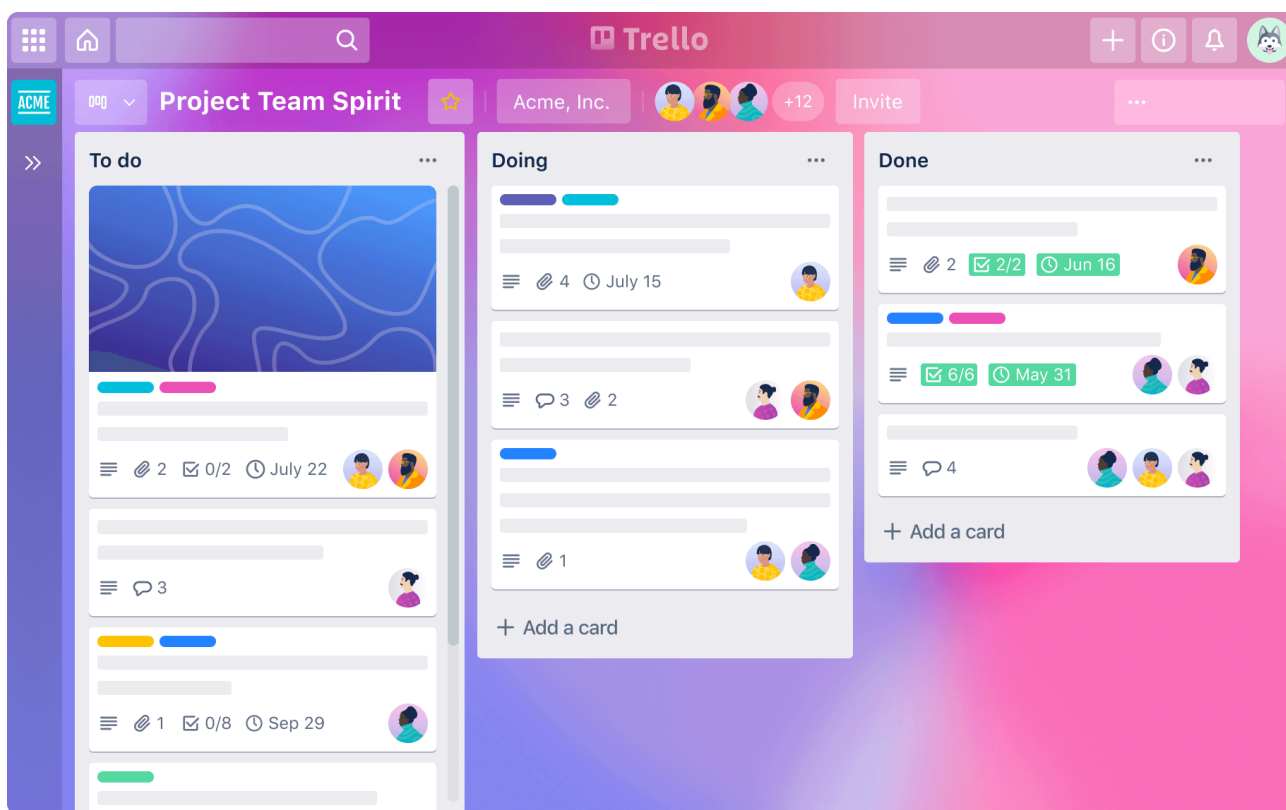 Trello
ACME
Project Team Spirit
Acme, Inc.
+12
Invite
To do
2 0/2 July 22
3
1 0/8 Sep 29
Doing
4 July 15
3 2
1
+ Add a card
Done
2 2/2 Jun 16
6/6 May 31
4
+ Add a card